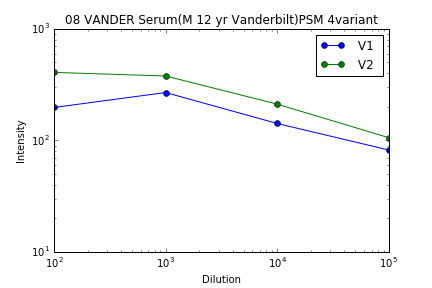 08 VANDER Serum(M 12 yr Vanderbilt)PSM 4variant
10³
V1
V2
10²
Intensity
10¹
10² 10³ 10⁴ 10⁵
Dilution